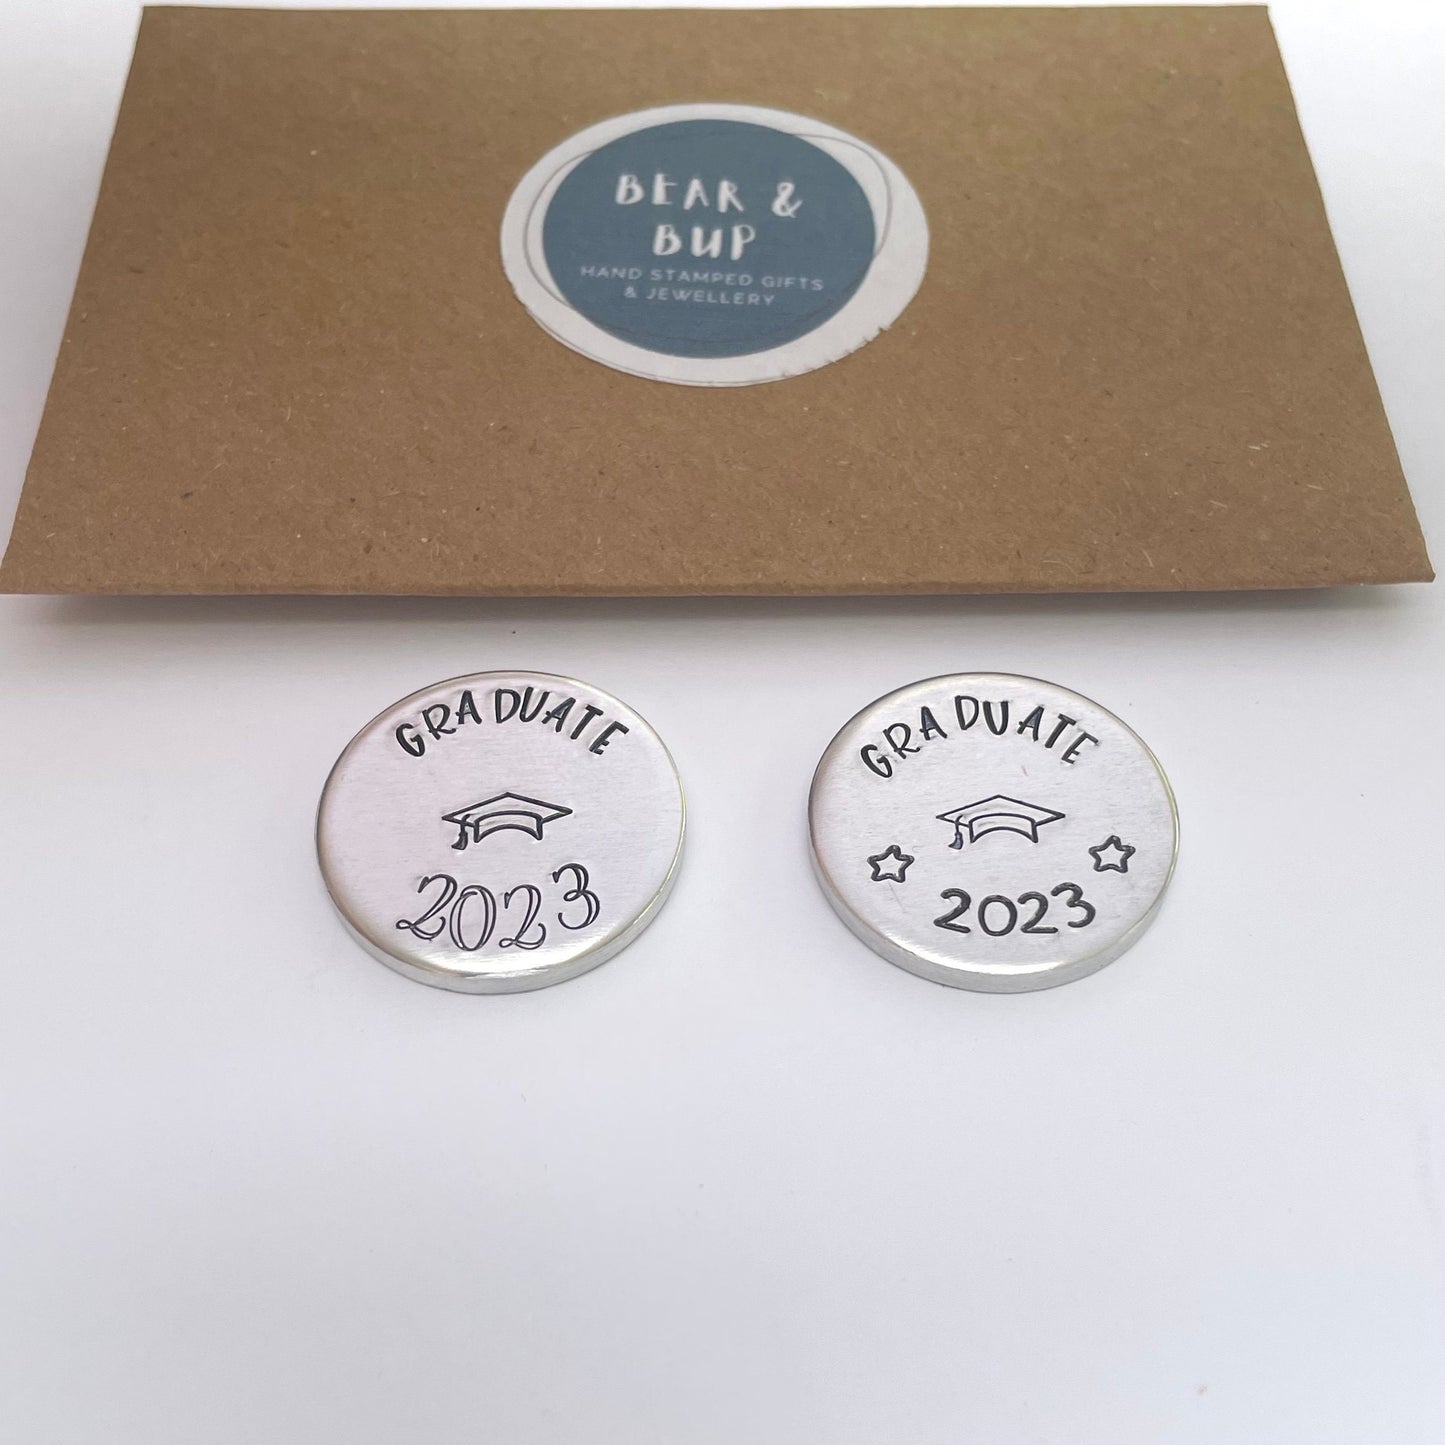 BEAR &
BUP
HAND STAMPED GIFTS
& JEWELLERY
GRADUATE
2023
GRADUATE
2023